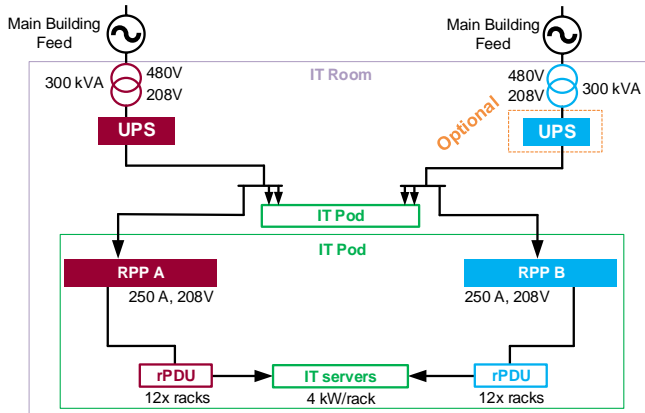 Main Building
Feed
Main Building
Feed
300 kVA
480V
208V
IT Room
480V
208V
300 kVA
UPS
Optional
UPS
IT Pod
IT Pod
RPP A
RPP B
250 A, 208V
250 A, 208V
rPDU
IT servers
rPDU
12x racks
4 kW/rack
12x racks